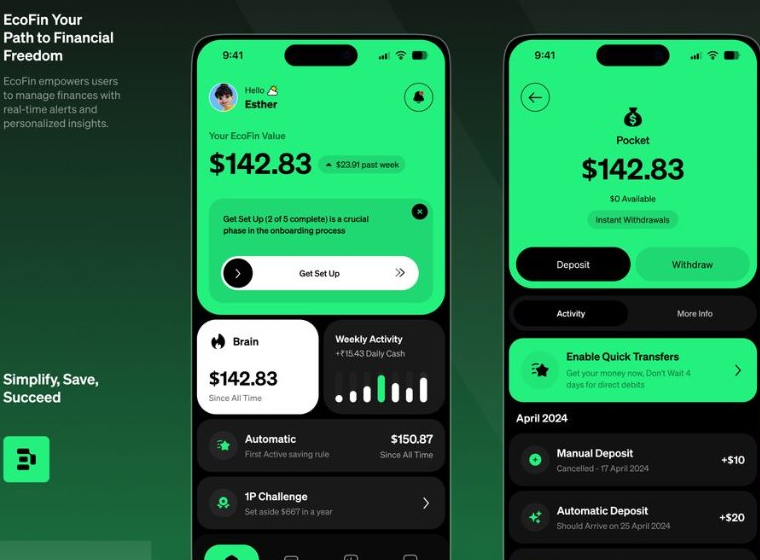 EcoFin Your
Path to Financial
Freedom
EcoFin empowers users
to manage finances with
real-time alerts and
personalized insights.
Simplify, Save,
Succeed
9:41
Hello
Esther
Your EcoFin Value
$142.83
$23.91 past week
Get Set Up (2 of 5 complete) is a crucial
phase in the onboarding process
Get Set Up
Brain
$142.83
Since All Time
Weekly Activity
+₹15.43 Daily Cash
Automatic
First Active saving rule
$150.87
Since All Time
1P Challenge
Set aside $667 in a year
9:41
Pocket
$142.83
$0 Available
Instant Withdrawals
Deposit
Withdraw
Activity
More Info
Enable Quick Transfers
Get your money now, Don't Wait 4
days for direct debits
April 2024
Manual Deposit
Cancelled - 17 April 2024
+$10
Automatic Deposit
Should Arrive on 25 April 2024
+$20